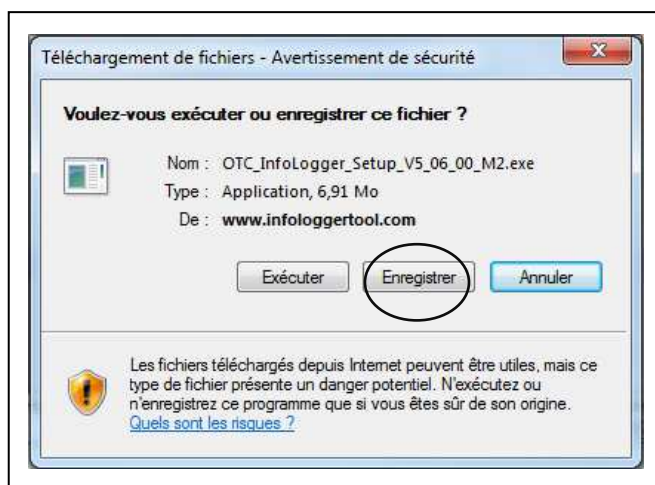 Téléchargement de fichiers - Avertissement de sécurité
Voulez-vous exécuter ou enregistrer ce fichier ?
Nom : OTC_InfoLogger_Setup_V5_06_00_M2.exe
Type : Application, 6,91 Mo
De : www.infologgertool.com
Exécuter Enregistrer Annuler
Les fichiers téléchargés depuis Internet peuvent être utiles, mais ce
type de fichier présente un danger potentiel. N'exécutez ou
n'enregistrez ce programme que si vous êtes sûr de son origine.
Quels sont les risques ?